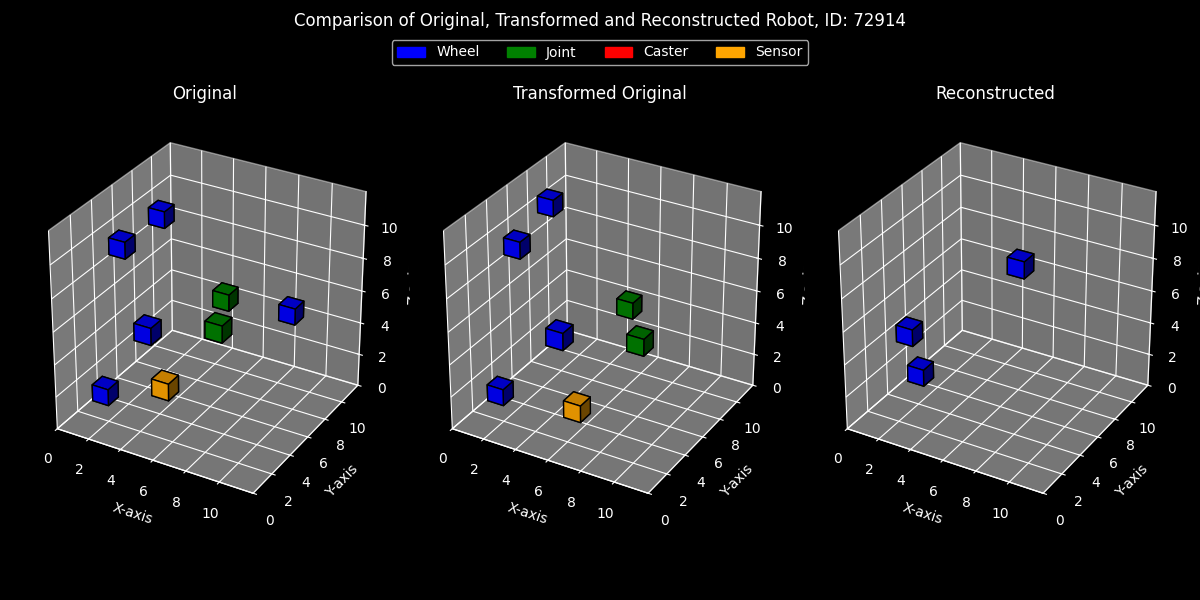 Comparison of Original, Transformed and Reconstructed Robot, ID: 72914
Wheel Joint Caster Sensor
Original
0 2 4 6 8 10
X-axis
0 2 4 6 8 10
Y-axis
0 2 4 6 8 10
Transformed Original
0 2 4 6 8 10
X-axis
0 2 4 6 8 10
Y-axis
0 2 4 6 8 10
Reconstructed
0 2 4 6 8 10
X-axis
0 2 4 6 8 10
Y-axis
0 2 4 6 8 10